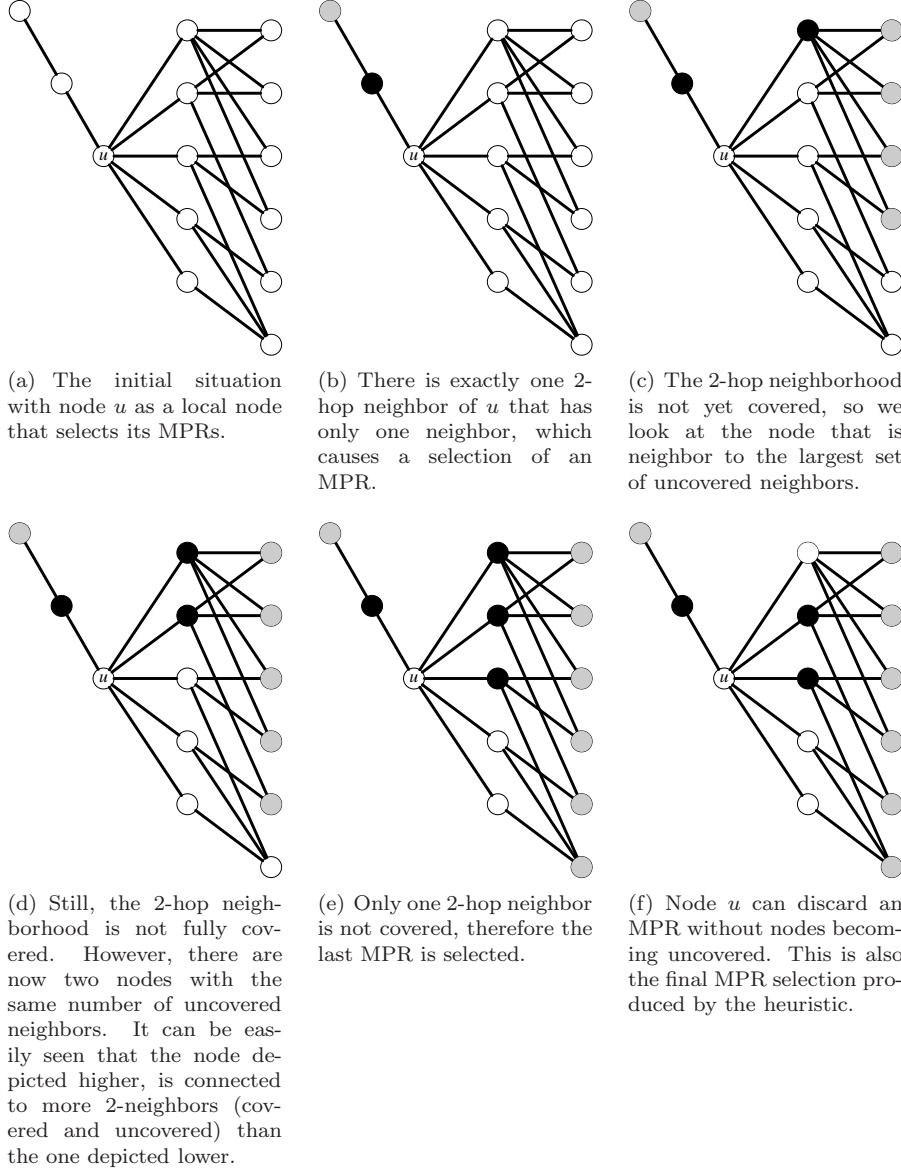 u
u
u
(a) The initial situation
with node u as a local node
that selects its MPRs.
(b) There is exactly one 2-
hop neighbor of u that has
only one neighbor, which
causes a selection of an
MPR.
(c) The 2-hop neighborhood
is not yet covered, so we
look at the node that is
neighbor to the largest set
of uncovered neighbors.
u
u
u
(d) Still, the 2-hop neigh-
borhood is not fully cov-
ered. However, there are
now two nodes with the
same number of uncovered
neighbors. It can be eas-
ily seen that the node de-
picted higher, is connected
to more 2-neighbors (cov-
ered and uncovered) than
the one depicted lower.
(e) Only one 2-hop neighbor
is not covered, therefore the
last MPR is selected.
(f) Node u can discard an
MPR without nodes becom-
ing uncovered. This is also
the final MPR selection pro-
duced by the heuristic.